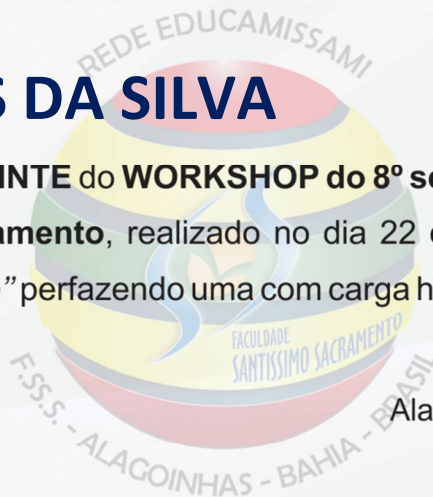 REDE EDUCAMISSAMI
S DA SILVA
INTE do WORKSHOP do 8º se
amento, realizado no dia 22
” perfazendo uma com carga h
FACULDADE
SANTISSIMO SACRAMENTO
Ala
F.SS.S. - ALAGOINHAS - BAHIA - BRASIL